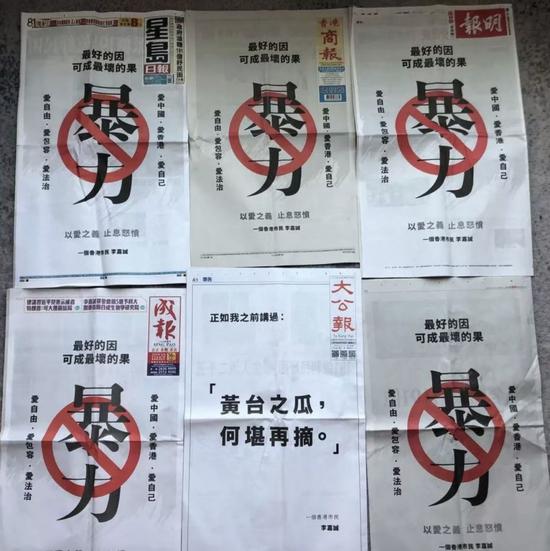 星島
日報
最好的因
可成最壞的果
暴力
愛中國・愛香港・愛自己
愛自由・愛包容・愛法治
以愛之義 止息怒憤
一個香港市民 李嘉誠
香港
商報
最好的因
可成最壞的果
暴力
愛中國・愛香港・愛自己
愛自由・愛包容・愛法治
以愛之義 止息怒憤
一個香港市民 李嘉誠
明報
最好的因
可成最壞的果
暴力
愛中國・愛香港・愛自己
愛自由・愛包容・愛法治
以愛之義 止息怒憤
一個香港市民 李嘉誠
成報
SING PAO
最好的因
可成最壞的果
暴力
愛中國・愛香港・愛自己
愛自由・愛包容・愛法治
大公報
Ta Kung Pao
正如我之前講過：
「黃台之瓜，
何堪再摘。」
一個香港市民
李嘉誠
最好的因
可成最壞的果
暴力
愛中國・愛香港・愛自己
愛自由・愛包容・愛法治
以愛之義 止息怒憤
一個香港市民 李嘉誠